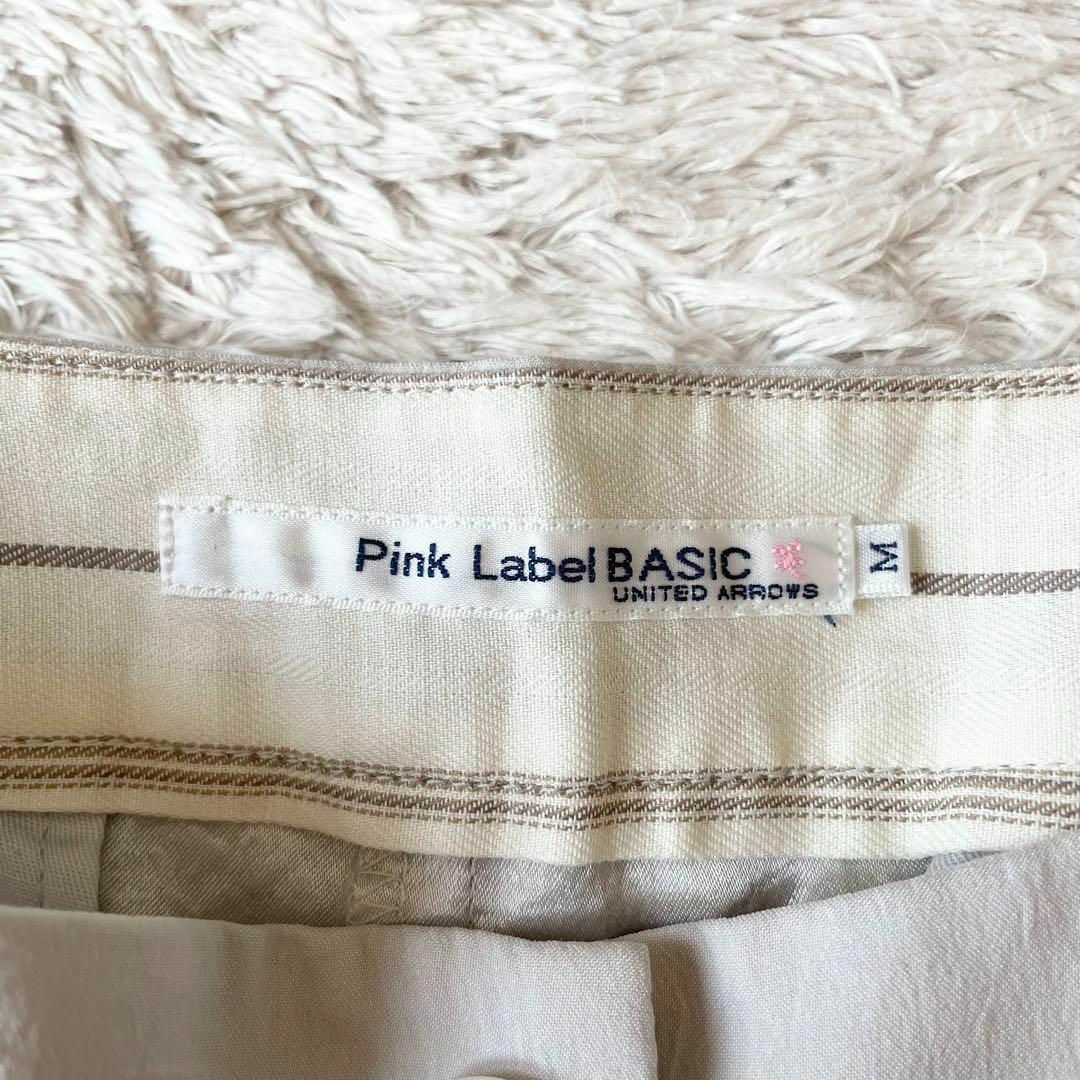 Pink Label BASIC
UNITED ARROWS
M